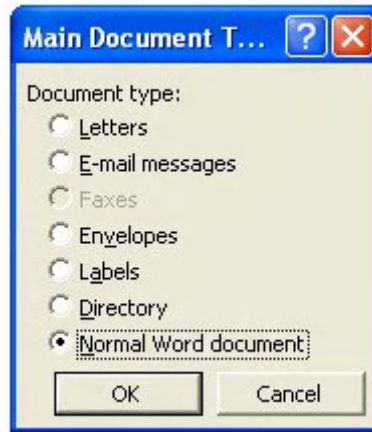 Main Document T...
Document type:
Letters
E-mail messages
Faxes
Envelopes
Labels
Directory
Normal Word document
OK Cancel